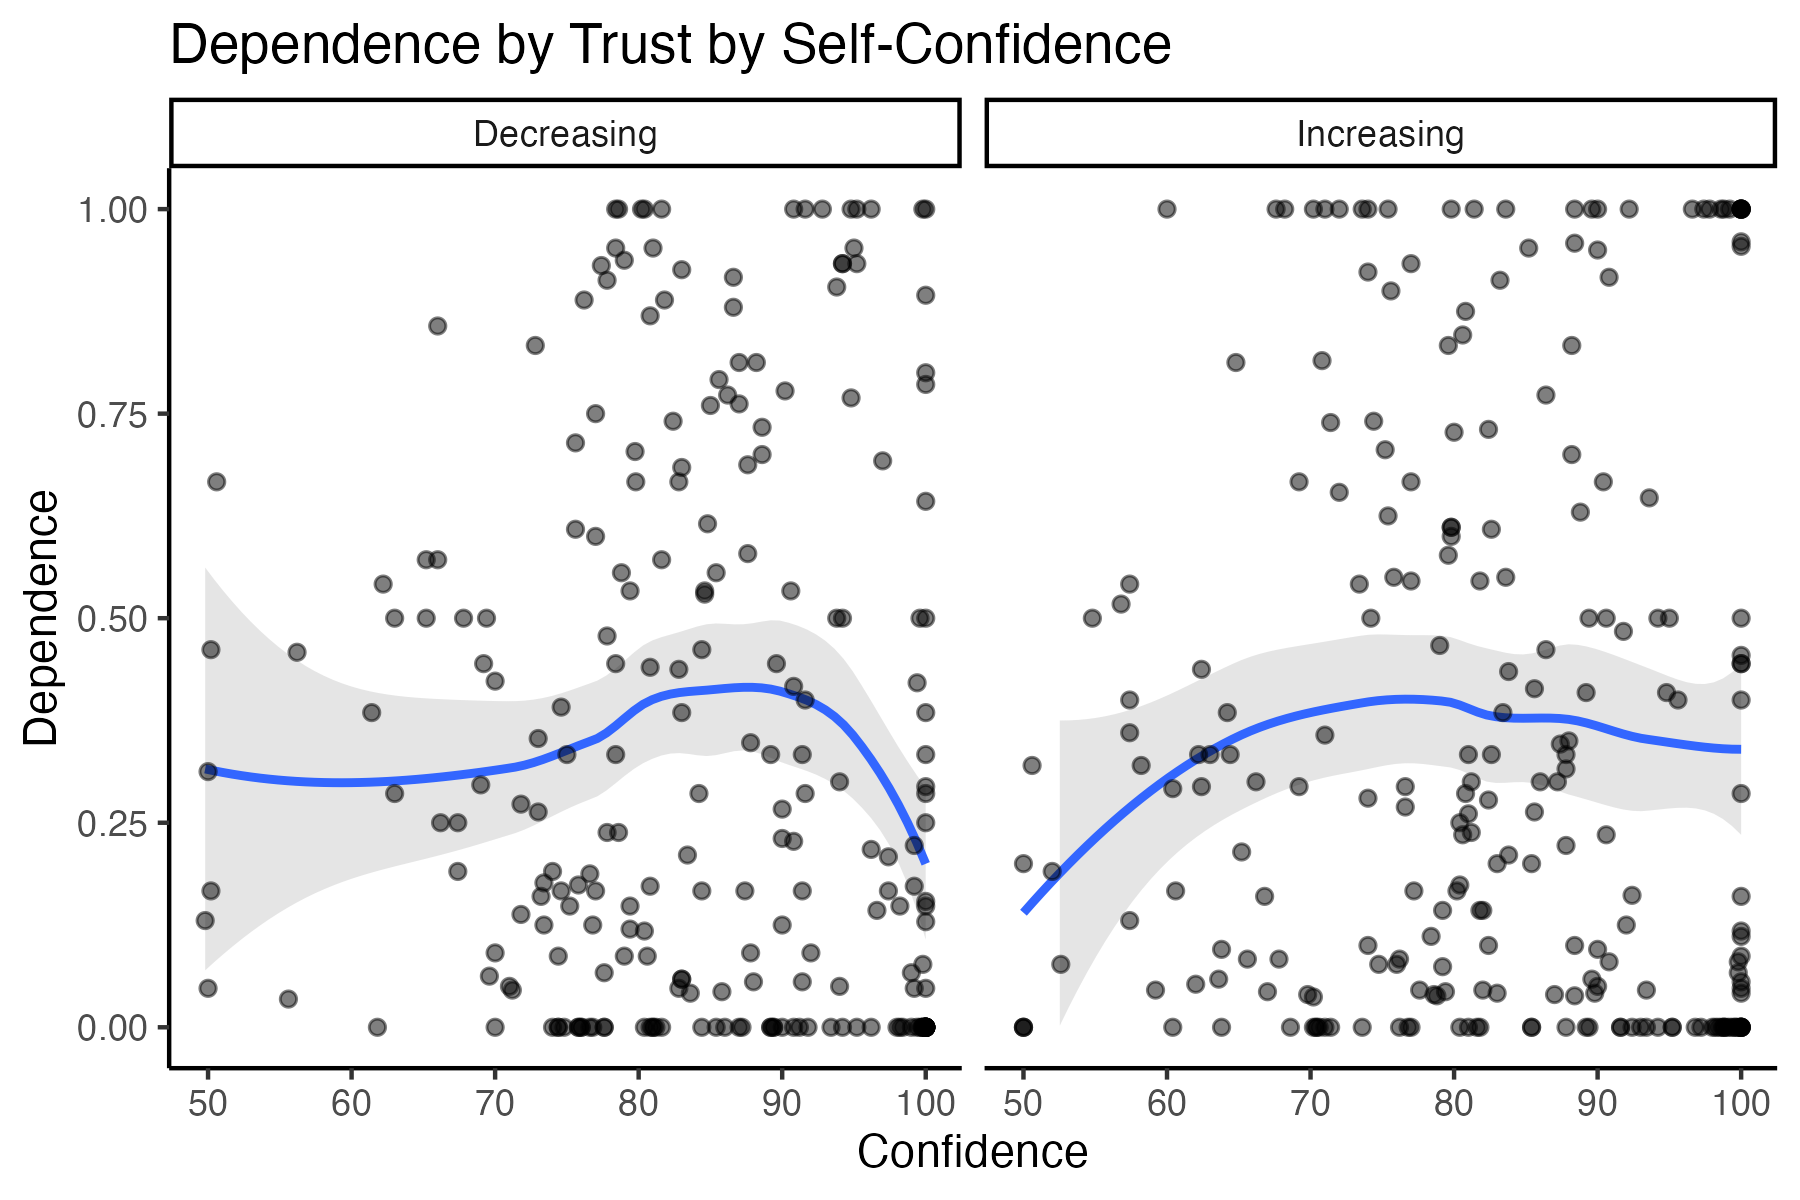 Dependence by Trust by Self-Confidence
Decreasing
Increasing
1.00
0.75
0.50
0.25
0.00
Dependence
50 60 70 80 90 100
50 60 70 80 90 100
Confidence